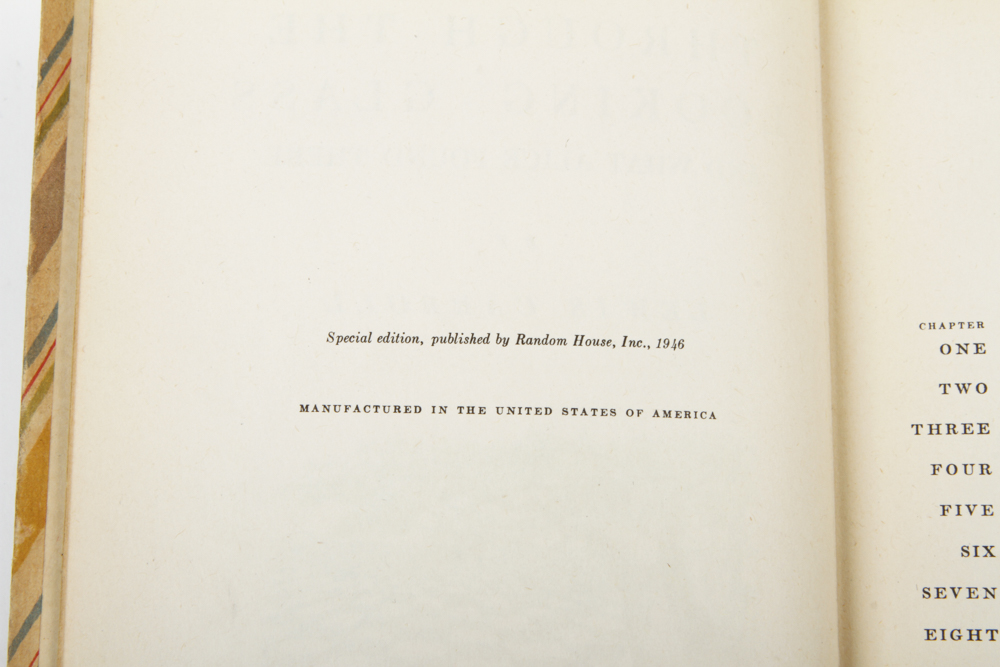 Special edition, published by Random House, Inc., 1946
MANUFACTURED IN THE UNITED STATES OF AMERICA
CHAPTER
ONE
TWO
THREE
FOUR
FIVE
SIX
SEVEN
EIGHT